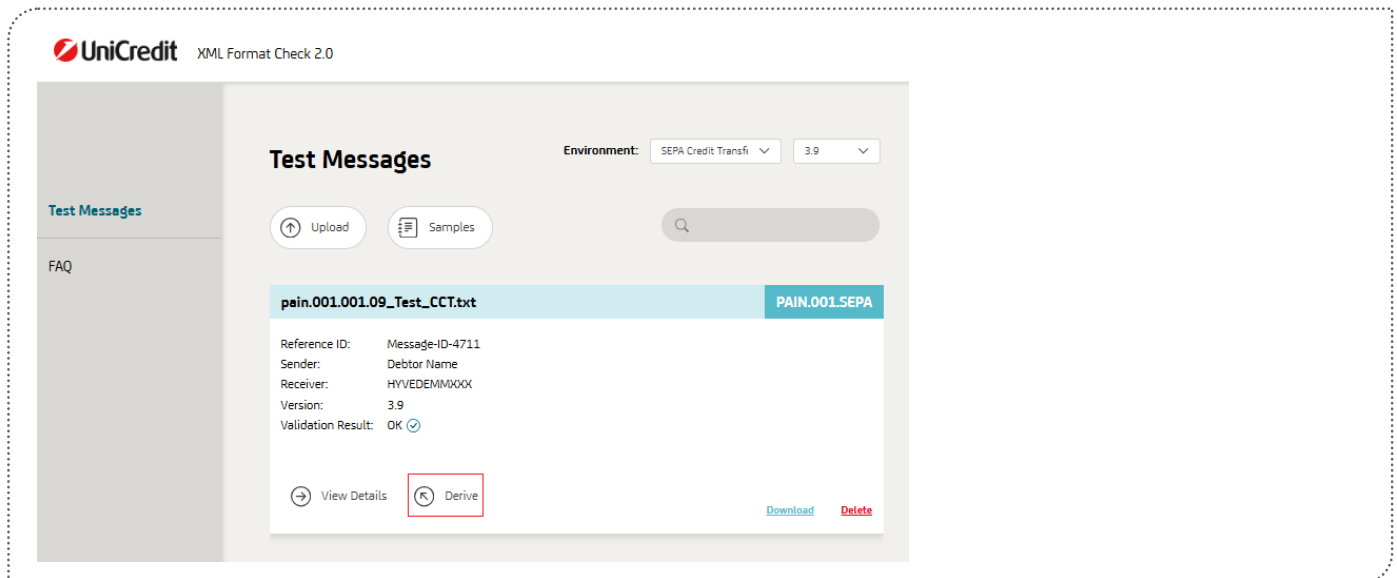 UniCredit XML Format Check 2.0
Test Messages
Environment: SEPA Credit Transfe 3.9
Test Messages
Upload Samples
FAQ
pain.001.001.09_Test_CCT.txt PAIN.001.SEPA
Reference ID: Message-ID-4711
Sender: Debtor Name
Receiver: HYVEDEMMXXX
Version: 3.9
Validation Result: OK
View Details Derive
Download Delete